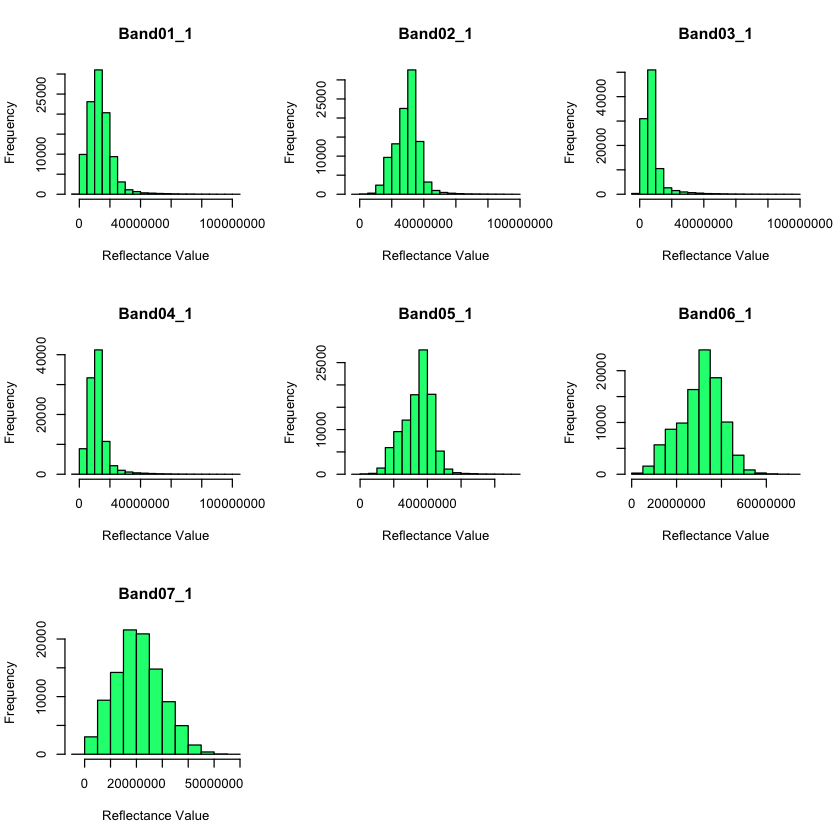 Band01_1
Frequency
0 10000 25000
0 40000000 100000000
Reflectance Value
Band02_1
Frequency
0 10000 25000
0 40000000 100000000
Reflectance Value
Band03_1
Frequency
0 20000 40000
0 40000000 100000000
Reflectance Value
Band04_1
Frequency
0 20000 40000
0 40000000 100000000
Reflectance Value
Band05_1
Frequency
0 10000 25000
0 40000000
Reflectance Value
Band06_1
Frequency
0 10000 20000
0 20000000 60000000
Reflectance Value
Band07_1
Frequency
0 10000 20000
0 20000000 50000000
Reflectance Value